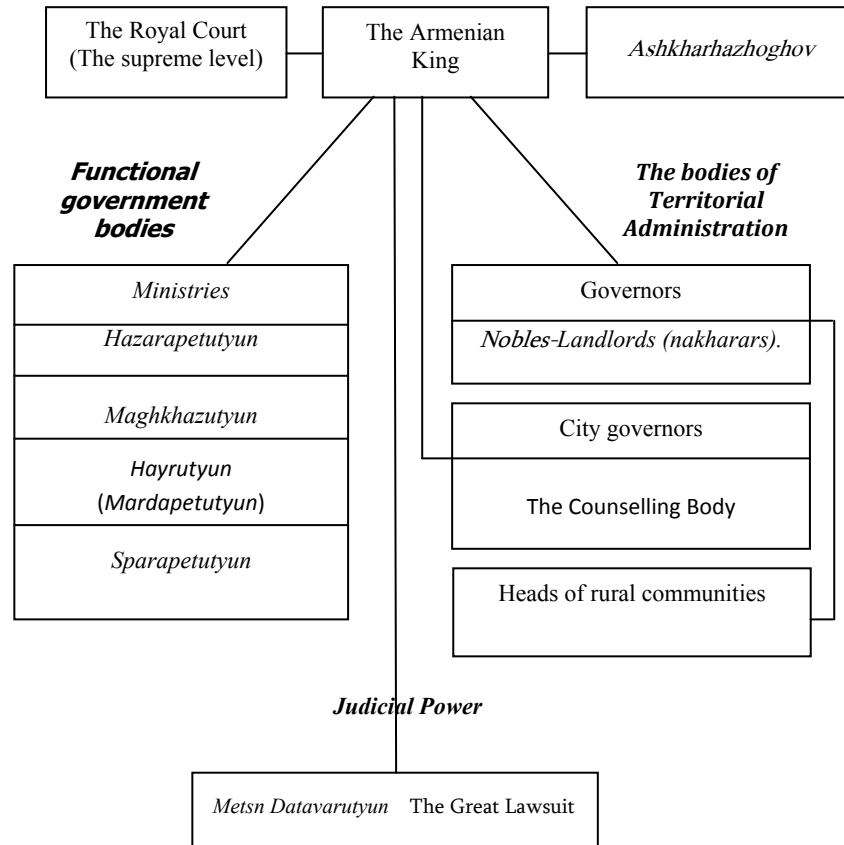 The Royal Court
(The supreme level)
The Armenian
King
Ashkharhazhoghov
Functional
government
bodies
The bodies of
Territorial
Administration
Ministries
Hazarapetutyun
Maghkhazutyun
Hayrutyun
(Mardapetutyun)
Sparapetutyun
Governors
Nobles-Landlords (nakharars).
City governors
The Counselling Body
Heads of rural communities
Judicial Power
Metsn Datavarutyun The Great Lawsuit